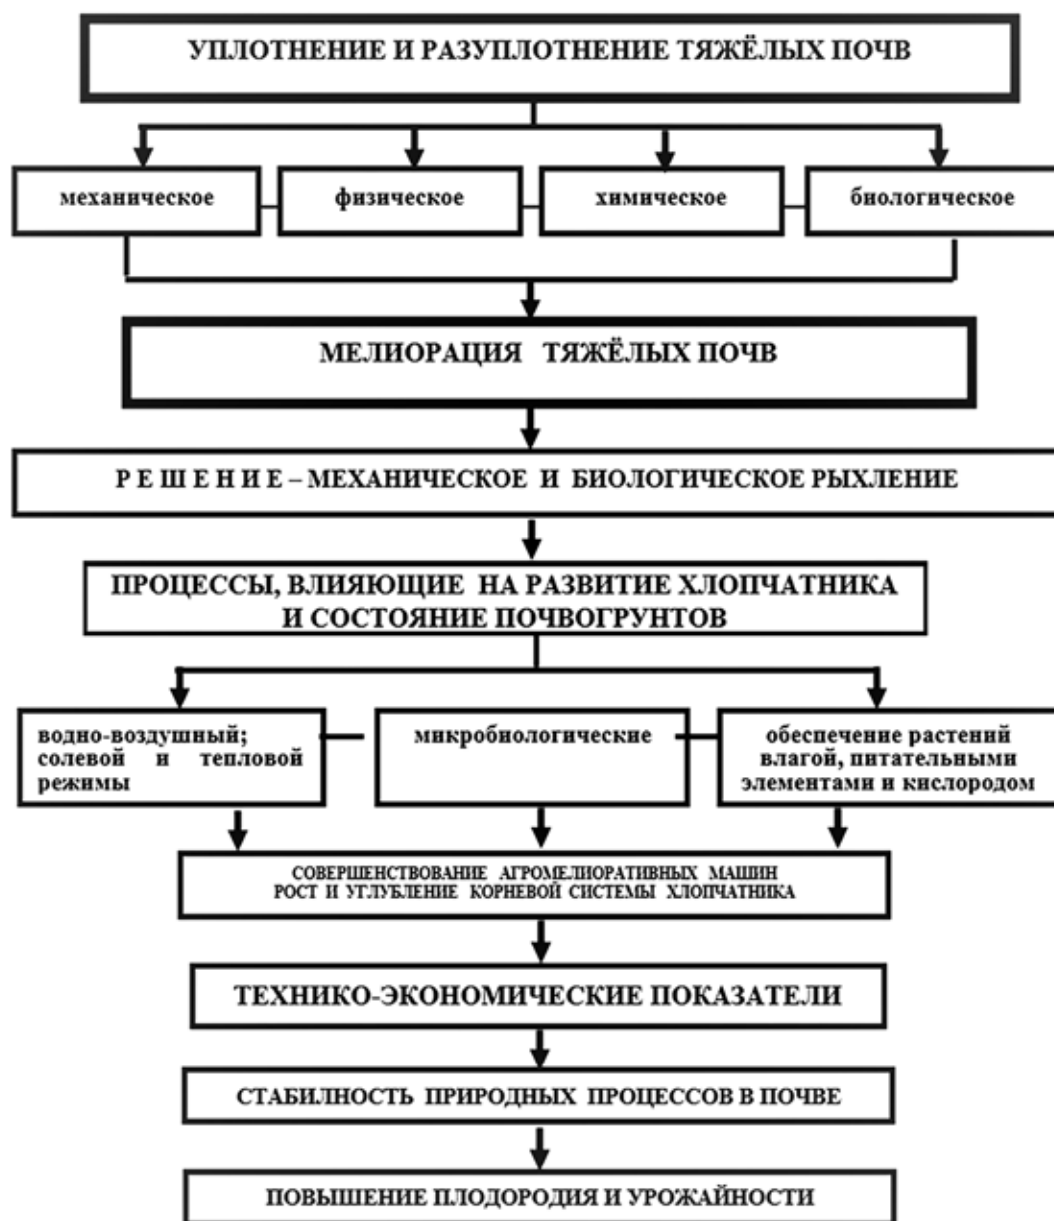 УПЛОТНЕНИЕ И РАЗУПЛОТНЕНИЕ ТЯЖЁЛЫХ ПОЧВ
механическое
физическое
химическое
биологическое
МЕЛИОРАЦИЯ ТЯЖЁЛЫХ ПОЧВ
Р Е Ш Е Н И Е – МЕХАНИЧЕСКОЕ И БИОЛОГИЧЕСКОЕ РЫХЛЕНИЕ
ПРОЦЕССЫ, ВЛИЯЮЩИЕ НА РАЗВИТИЕ ХЛОПЧАТНИКА
И СОСТОЯНИЕ ПОЧВОГРУНТОВ
водно-воздушный;
солевой и тепловой
режимы
микробиологические
обеспечение растений
влагой, питательными
элементами и кислородом
СОВЕРШЕНСТВОВАНИЕ АГРОМЕЛИОРАТИВНЫХ МАШИН
РОСТ И УГЛУБЛЕНИЕ КОРНЕВОЙ СИСТЕМЫ ХЛОПЧАТНИКА
ТЕХНИКО-ЭКОНОМИЧЕСКИЕ ПОКАЗАТЕЛИ
СТАБИЛНОСТЬ ПРИРОДНЫХ ПРОЦЕССОВ В ПОЧВЕ
ПОВЫШЕНИЕ ПЛОДОРОДИЯ И УРОЖАЙНОСТИ